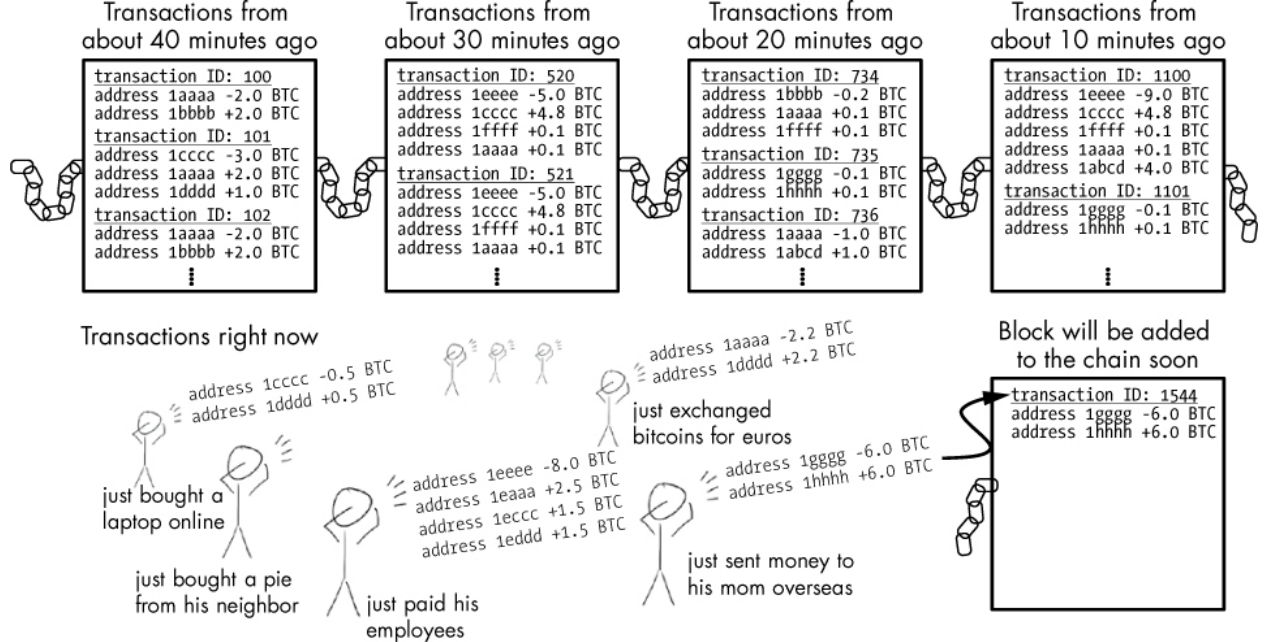 Transactions from
about 40 minutes ago
transaction ID: 100
address 1aaaa -2.0 BTC
address 1bbbb +2.0 BTC
transaction ID: 101
address 1cccc -3.0 BTC
address 1aaaa +2.0 BTC
address 1dddd +1.0 BTC
transaction ID: 102
address 1aaaa -2.0 BTC
address 1bbbb +2.0 BTC
Transactions from
about 30 minutes ago
transaction ID: 520
address 1eeee -5.0 BTC
address 1cccc +4.8 BTC
address 1ffff +0.1 BTC
address 1aaaa +0.1 BTC
transaction ID: 521
address 1eeee -5.0 BTC
address 1cccc +4.8 BTC
address 1ffff +0.1 BTC
address 1aaaa +0.1 BTC
Transactions from
about 20 minutes ago
transaction ID: 734
address 1bbbb -0.2 BTC
address 1aaaa +0.1 BTC
address 1ffff +0.1 BTC
transaction ID: 735
address 1gggg -0.1 BTC
address 1hhhh +0.1 BTC
transaction ID: 736
address 1aaaa -1.0 BTC
address 1abcd +1.0 BTC
Transactions from
about 10 minutes ago
transaction ID: 1100
address 1eeee -9.0 BTC
address 1cccc +4.8 BTC
address 1ffff +0.1 BTC
address 1aaaa +0.1 BTC
address 1abcd +4.0 BTC
transaction ID: 1101
address 1gggg -0.1 BTC
address 1hhhh +0.1 BTC
Transactions right now
address 1cccc -0.5 BTC
address 1dddd +0.5 BTC
just bought a
laptop online
just bought a pie
from his neighbor
address 1eeee -8.0 BTC
address 1eaaa +2.5 BTC
address 1eccc +1.5 BTC
address 1eddd +1.5 BTC
just paid his
employees
address 1aaaa -2.2 BTC
address 1dddd +2.2 BTC
just exchanged
bitcoins for euros
address 1gggg -6.0 BTC
address 1hhhh +6.0 BTC
just sent money to
his mom overseas
Block will be added
to the chain soon
transaction ID: 1544
address 1gggg -6.0 BTC
address 1hhhh +6.0 BTC